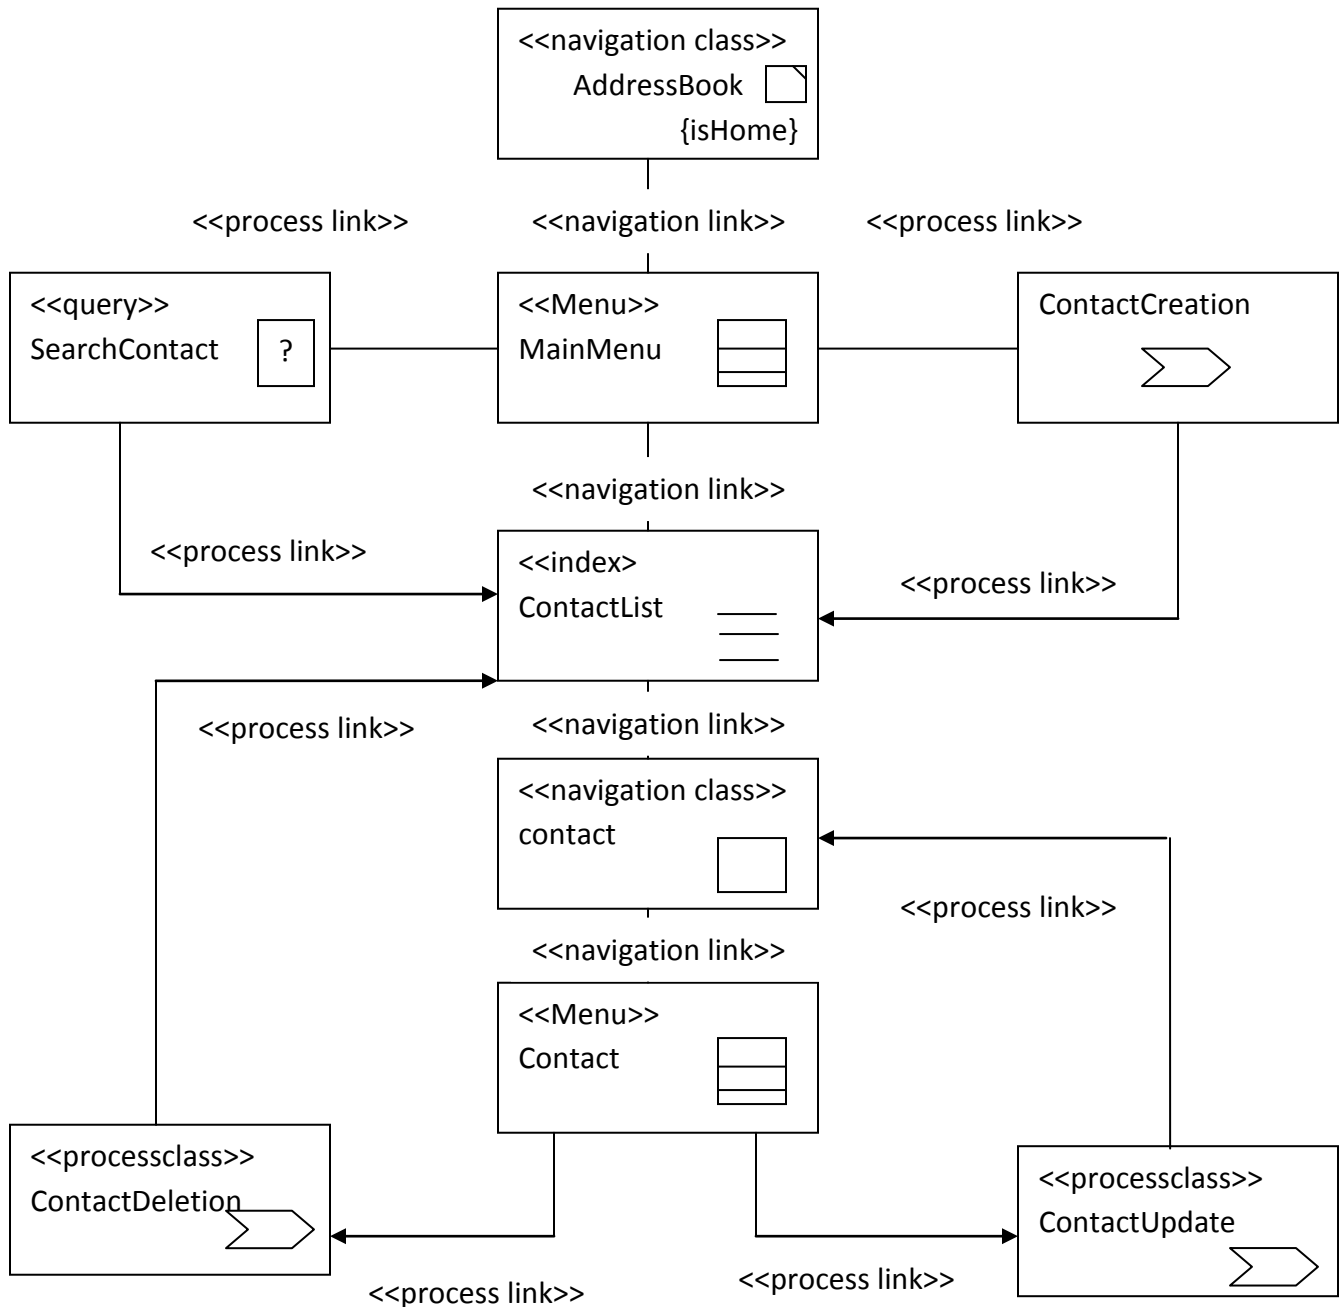 <<navigation class>>
AddressBook
{isHome}
<<process link>>
<<navigation link>>
<<process link>>
<<query>>
SearchContact
?
<<Menu>>
MainMenu
ContactCreation
<<navigation link>>
<<process link>>
<<index>
ContactList
<<process link>>
<<process link>>
<<navigation link>>
<<navigation class>>
contact
<<process link>>
<<navigation link>>
<<Menu>>
Contact
<<processclass>>
ContactDeletion
<<processclass>>
ContactUpdate
<<process link>>
<<process link>>